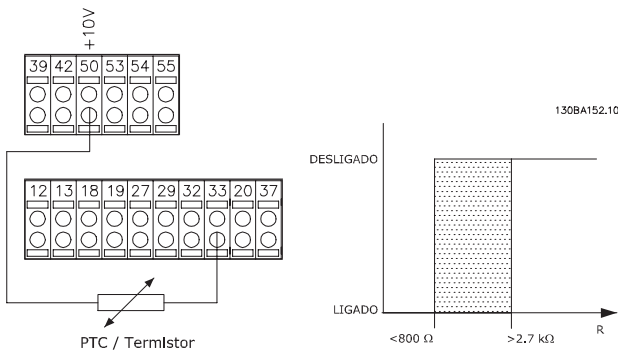 +10V
39 42 50 53 54 55
130BA152.10
DESLIGADO
12 13 18 19 27 29 32 33 20 37
LIGADO
<800 Ω
>2.7 kΩ
R
PTC / Termistor